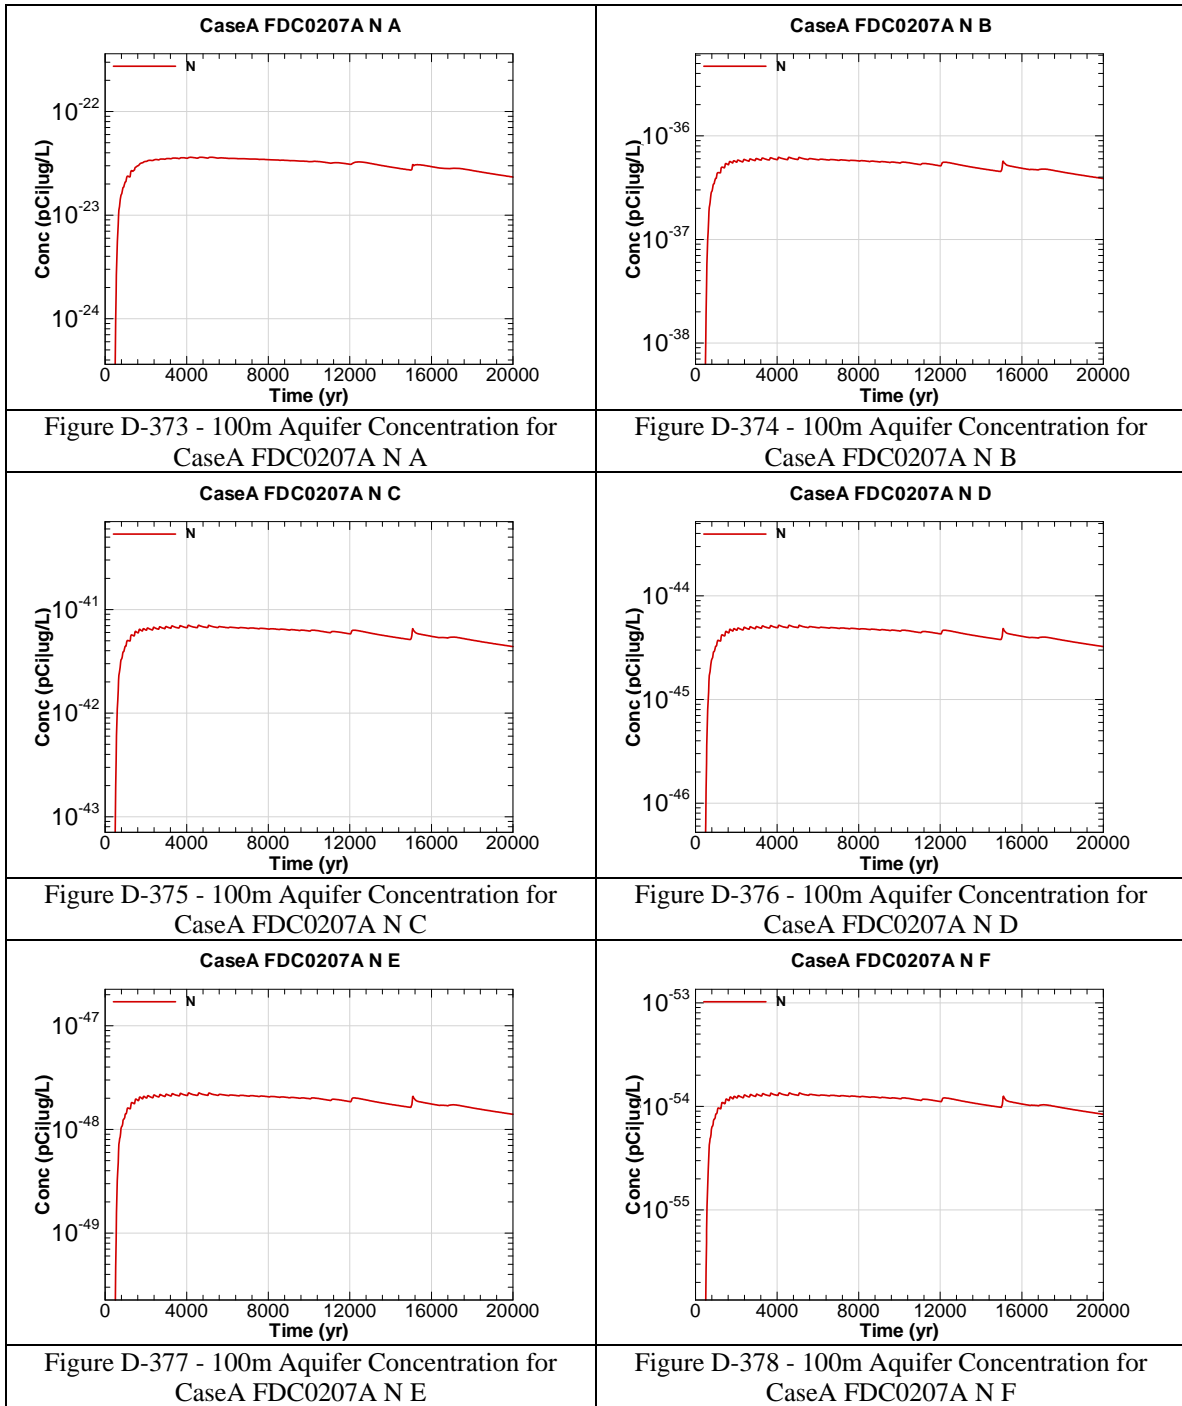 CaseA FDC0207A N A
N
10-22
10-23
10-24
Conc (pCi|ug/L)
0 4000 8000 12000 16000 20000
Time (yr)
Figure D-373 - 100m Aquifer Concentration for
CaseA FDC0207A N A
CaseA FDC0207A N B
N
10-36
10-37
10-38
Conc (pCi|ug/L)
0 4000 8000 12000 16000 20000
Time (yr)
Figure D-374 - 100m Aquifer Concentration for
CaseA FDC0207A N B
CaseA FDC0207A N C
N
10-41
10-42
10-43
Conc (pCi|ug/L)
0 4000 8000 12000 16000 20000
Time (yr)
Figure D-375 - 100m Aquifer Concentration for
CaseA FDC0207A N C
CaseA FDC0207A N D
N
10-44
10-45
10-46
Conc (pCi|ug/L)
0 4000 8000 12000 16000 20000
Time (yr)
Figure D-376 - 100m Aquifer Concentration for
CaseA FDC0207A N D
CaseA FDC0207A N E
N
10-47
10-48
10-49
Conc (pCi|ug/L)
0 4000 8000 12000 16000 20000
Time (yr)
Figure D-377 - 100m Aquifer Concentration for
CaseA FDC0207A N E
CaseA FDC0207A N F
N
10-53
10-54
10-55
Conc (pCi|ug/L)
0 4000 8000 12000 16000 20000
Time (yr)
Figure D-378 - 100m Aquifer Concentration for
CaseA FDC0207A N F